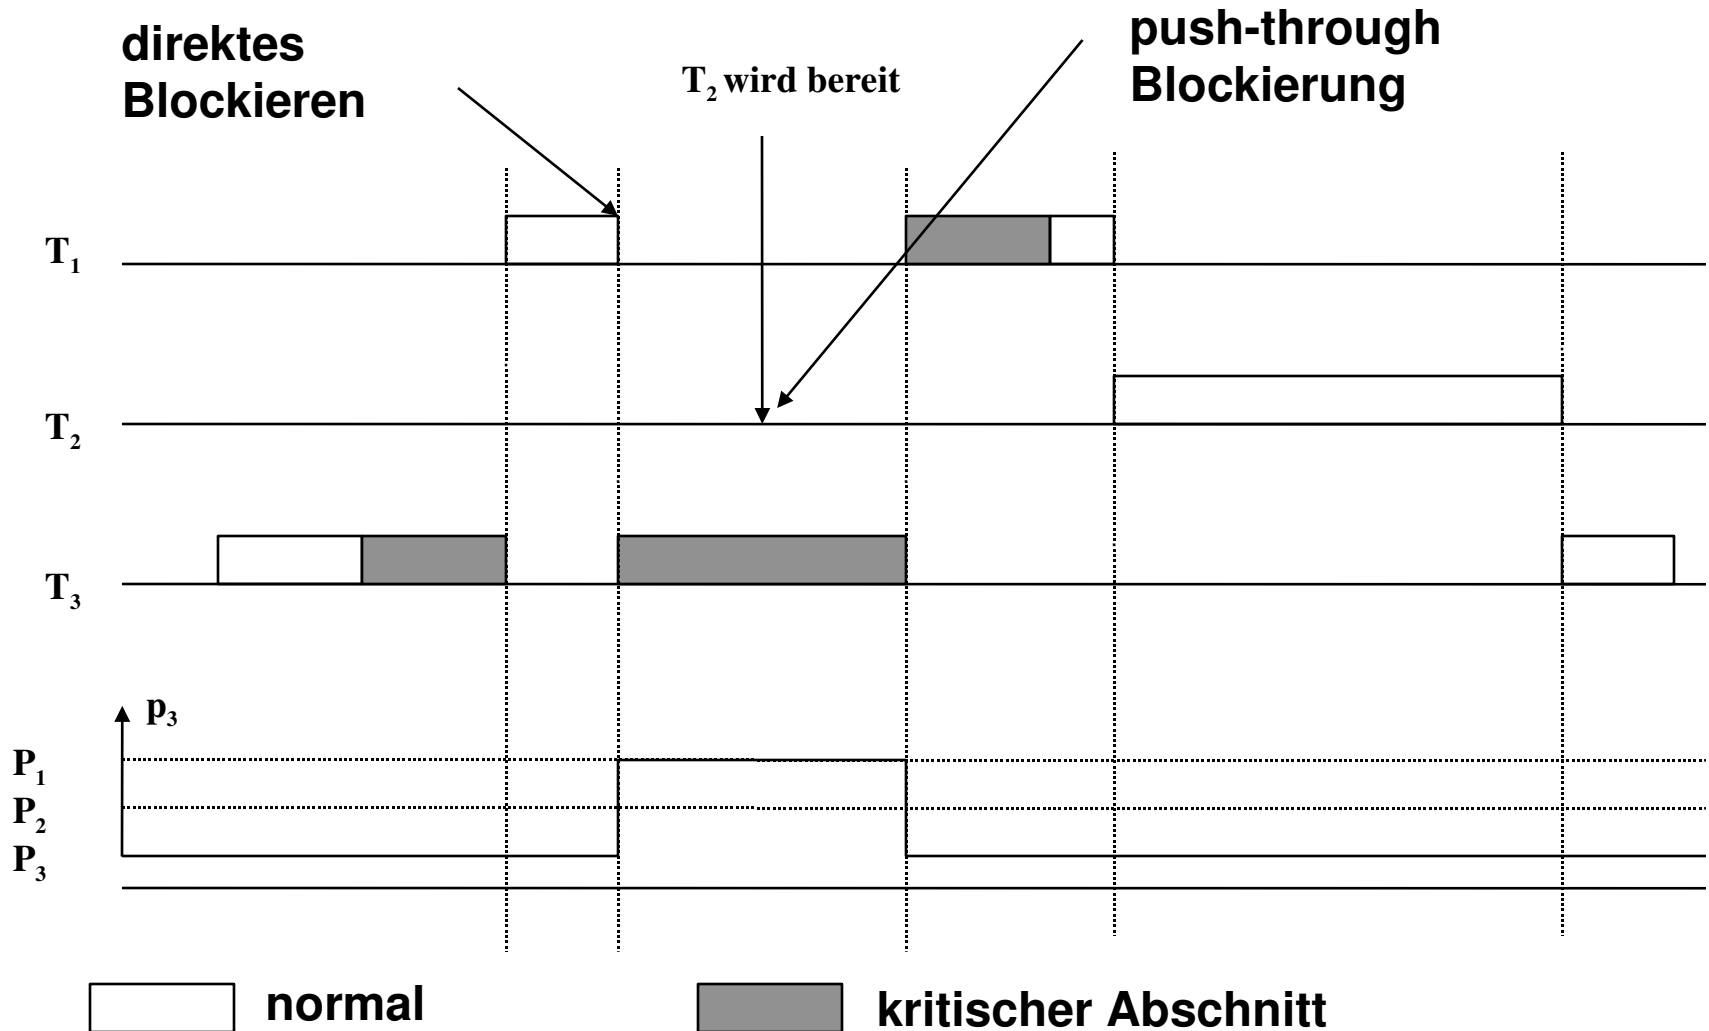 direktes
Blockieren
T₂ wird bereit
push-through
Blockierung
T₁
T₂
T₃
p₃
P₁
P₂
P₃
normal
kritischer Abschnitt